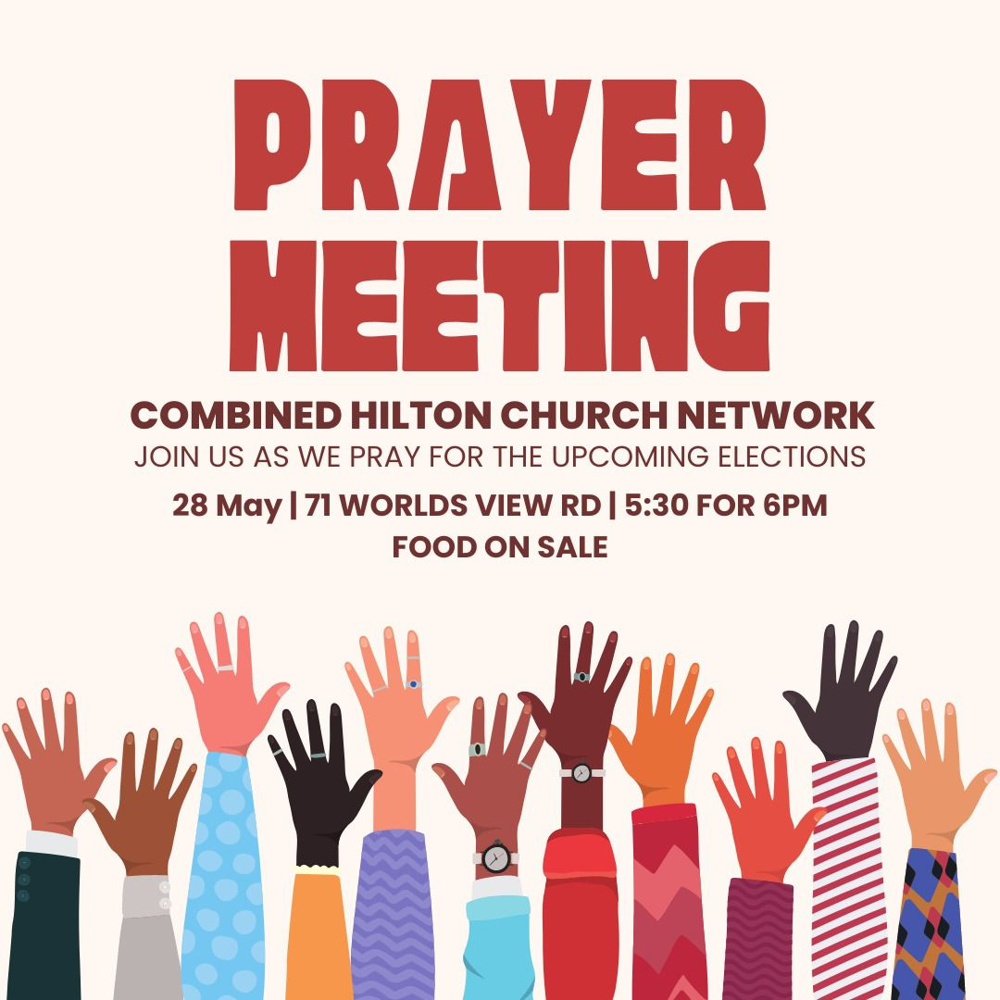 PRAYER
MEETING
COMBINED HILTON CHURCH NETWORK
JOIN US AS WE PRAY FOR THE UPCOMING ELECTIONS
28 May | 71 WORLDS VIEW RD | 5:30 FOR 6PM
FOOD ON SALE